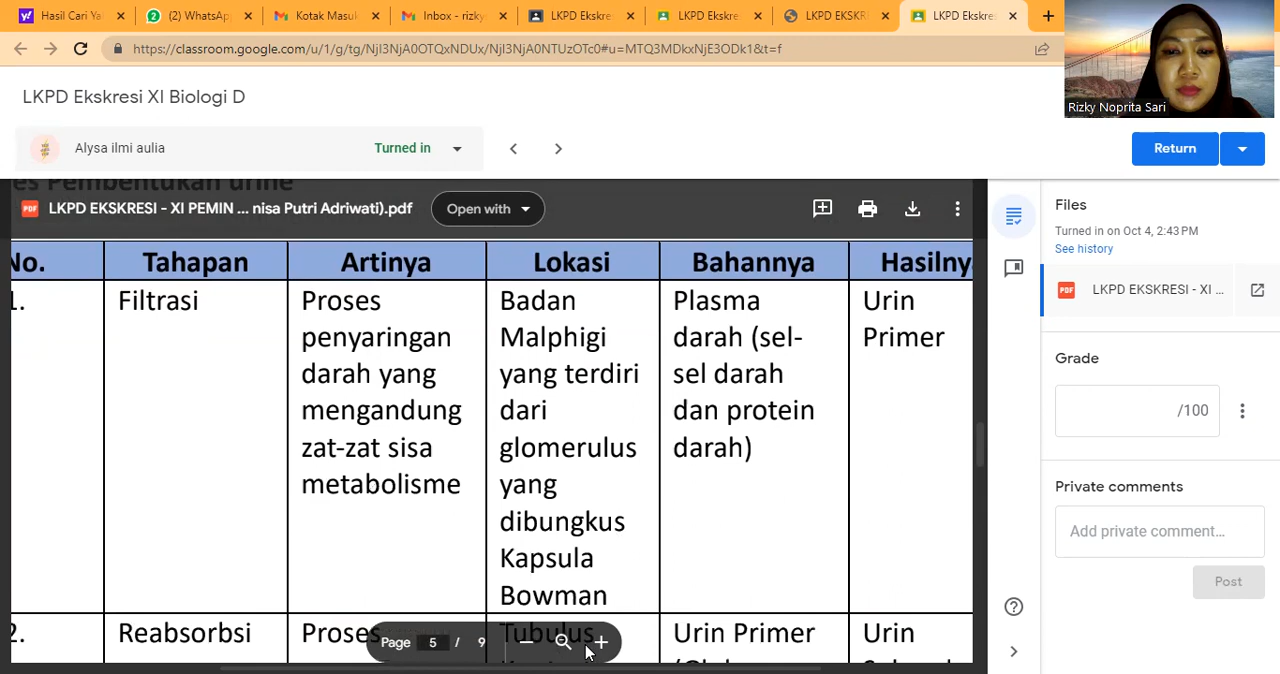 Hasil Cari Ya
(2) WhatsAp
Kotak Masu
Inbox - rizky
LKPD Ekskre
LKPD Ekskre
LKPD EKSKR
LKPD Ekskre
https://classroom.google.com/u/1/g/tg/NjI3NjA0OTQxNDUx/NjI3NjA0NTUzOTc0#u=MTQ3MDkxNjE3ODk1&t=f
Rizky Noprita Sari
LKPD Ekskresi XI Biologi D
Alysa ilmi aulia
Turned in
Return
es Pembentukan urine
LKPD EKSKRESI - XI PEMIN ... nisa Putri Adriwati).pdf
Open with
No.
Tahapan
Artinya
Lokasi
Bahannya
Hasilny
1.
Filtrasi
Proses
penyaringan
darah yang
mengandung
zat-zat sisa
metabolisme
Badan
Malphigi
yang terdiri
dari
glomerulus
yang
dibungkus
Kapsula
Bowman
Plasma
darah (sel-
sel darah
dan protein
darah)
Urin
Primer
2.
Reabsorbsi
Proses
Tubulus
Urin Primer
Urin
Page 5 / 9
Files
Turned in on Oct 4, 2:43 PM
See history
PDF
LKPD EKSKRESI - XI ...
Grade
/100
Private comments
Add private comment...
Post